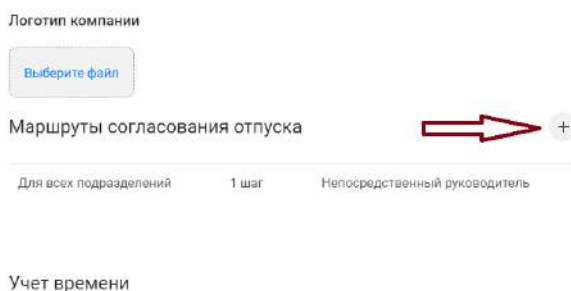 Логотип компании
Выберите файл
Маршруты согласования отпуска +
Для всех подразделений 1 шаг Непосредственный руководитель
Учет времени